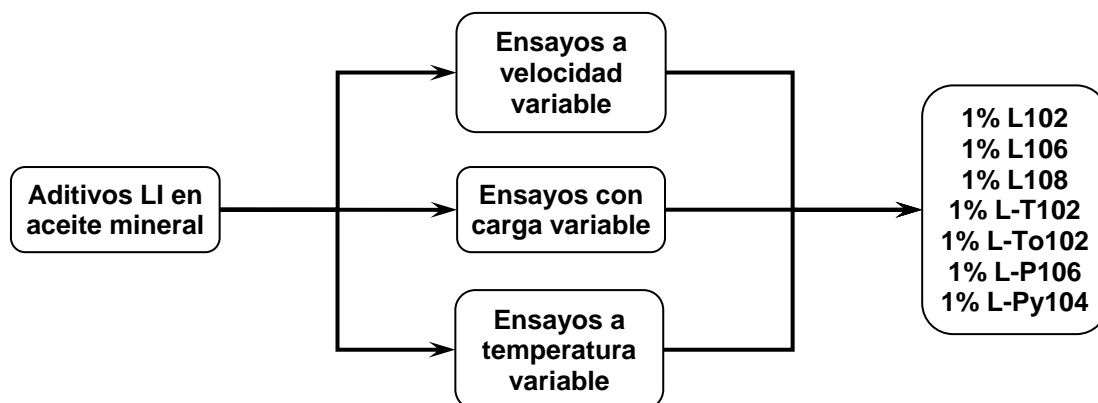 Aditivos LI en
aceite mineral
Ensayos a
velocidad
variable
Ensayos con
carga variable
Ensayos a
temperatura
variable
1% L102
1% L106
1% L108
1% L-T102
1% L-To102
1% L-P106
1% L-Py104